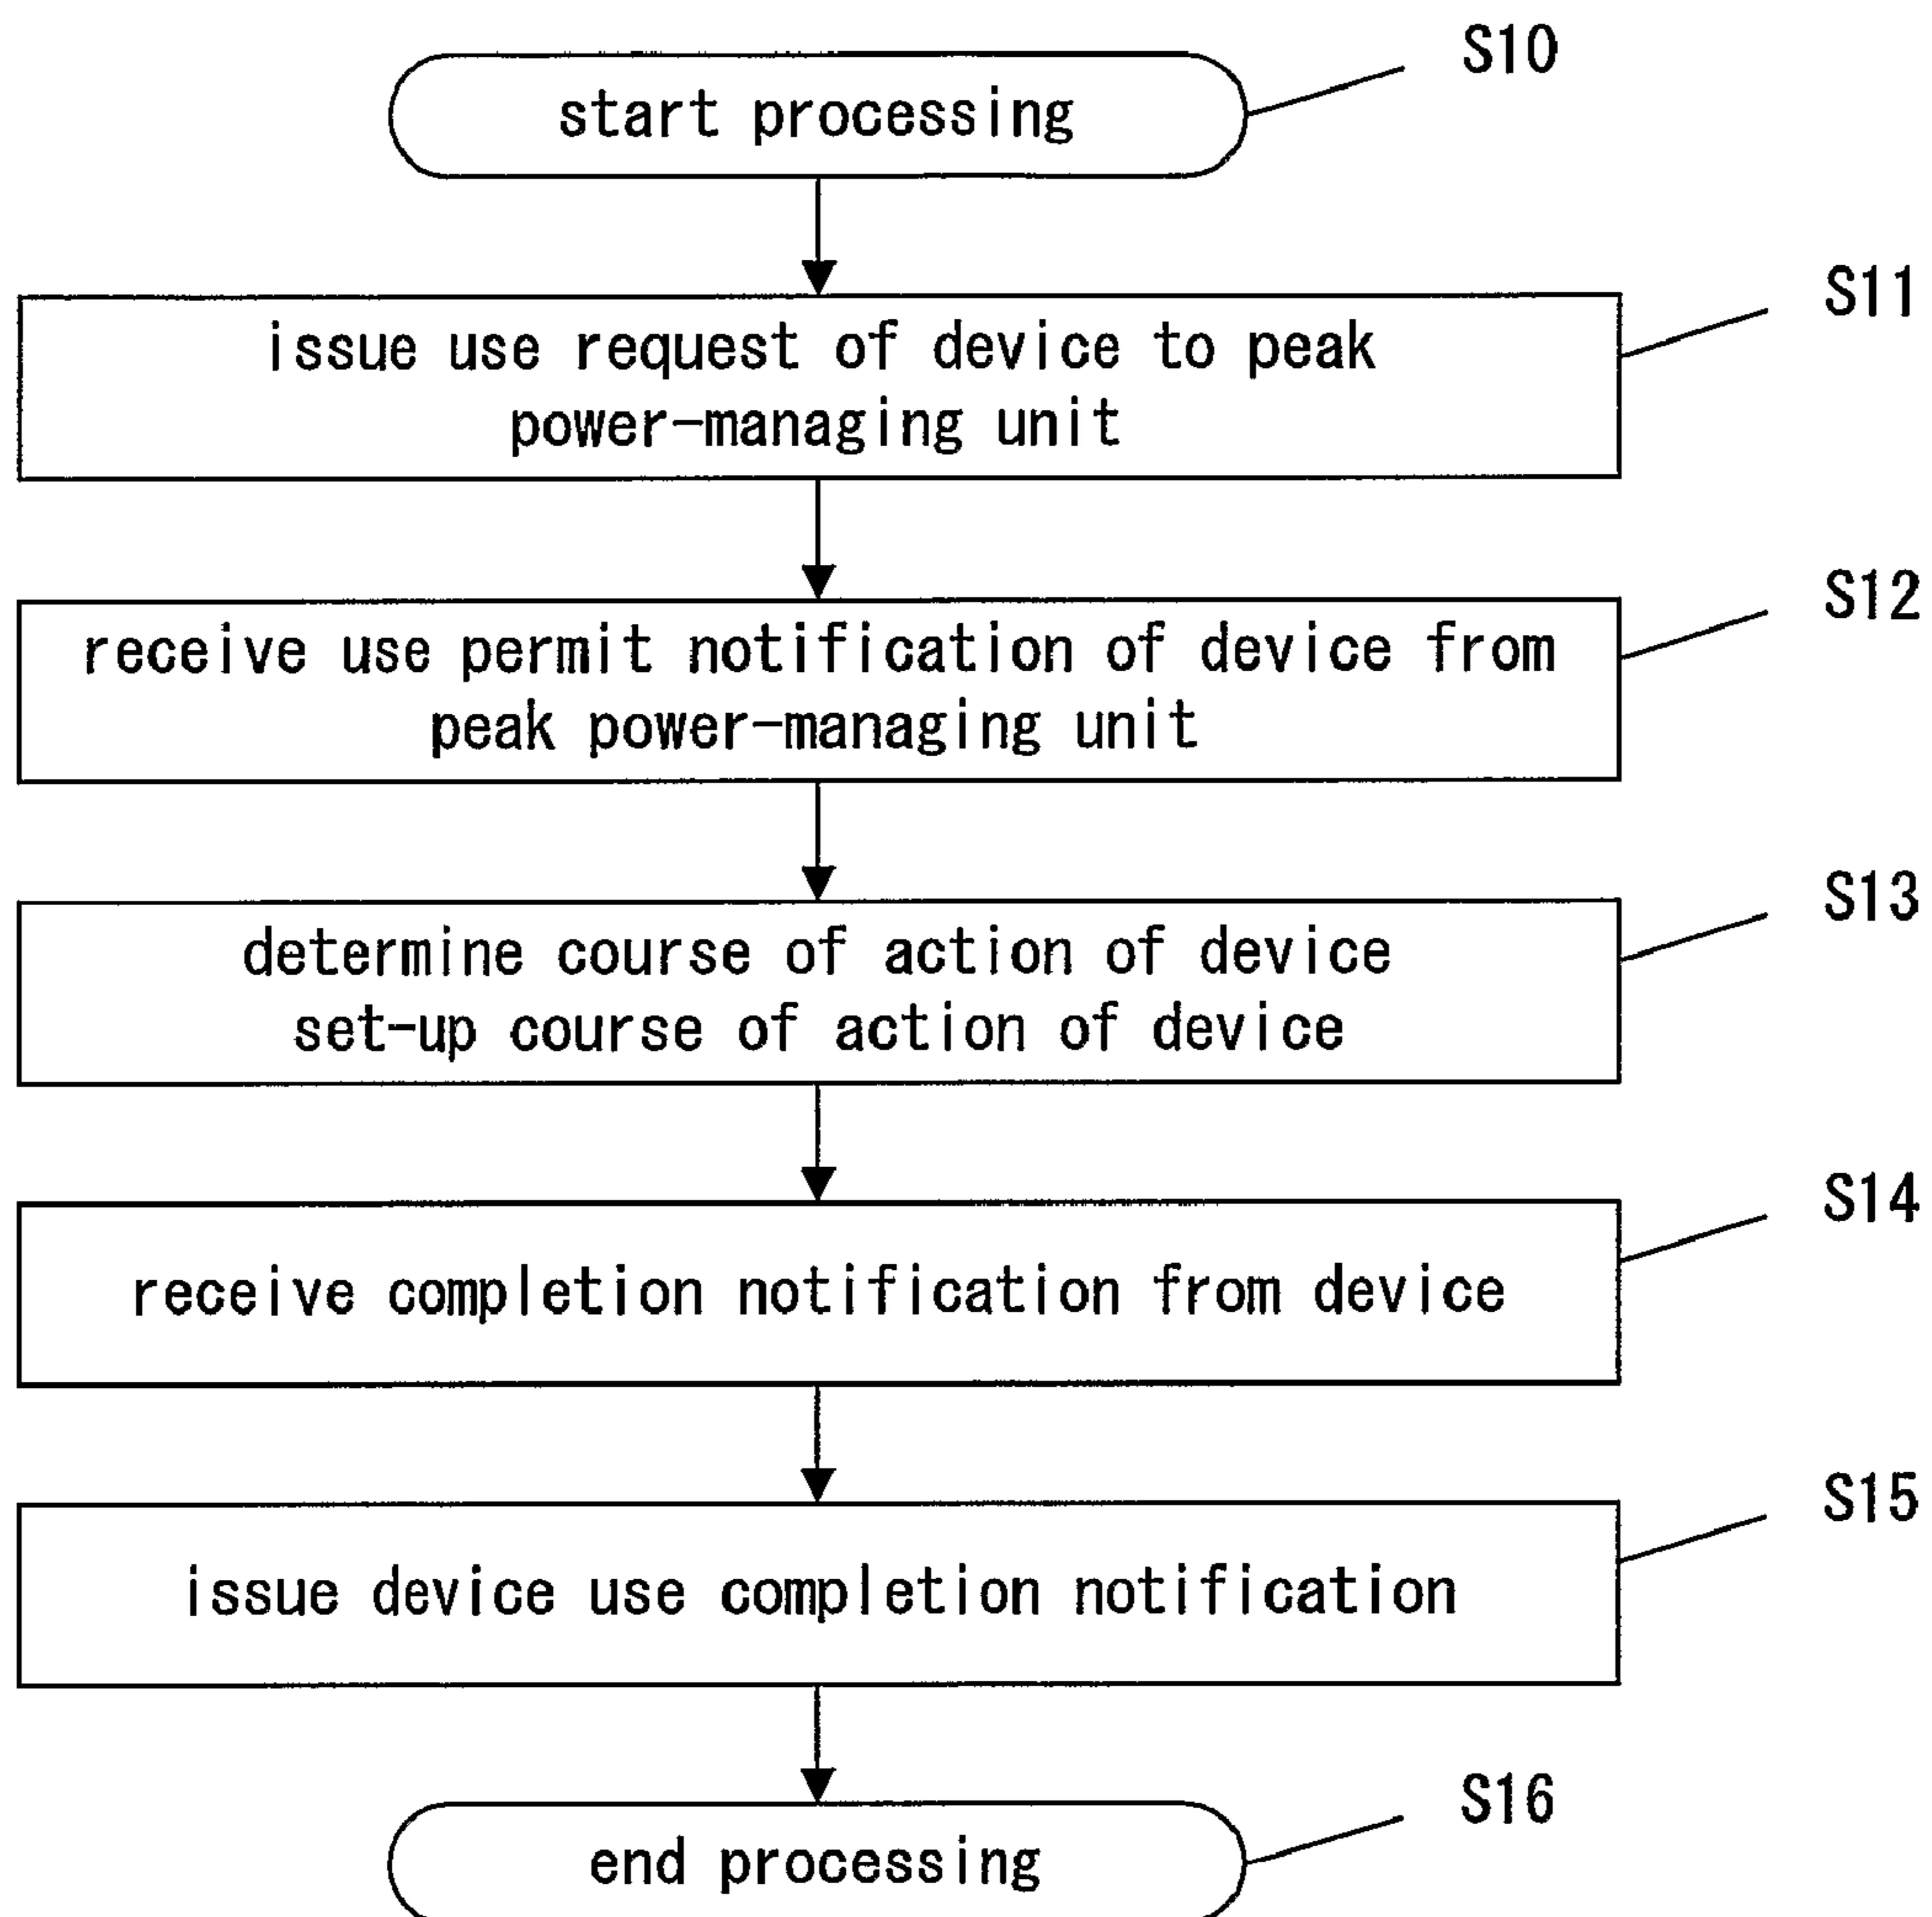 S10
start processing
S11
issue use request of device to peak
power-managing unit
S12
receive use permit notification of device from
peak power-managing unit
S13
determine course of action of device
set-up course of action of device
S14
receive completion notification from device
S15
issue device use completion notification
S16
end processing